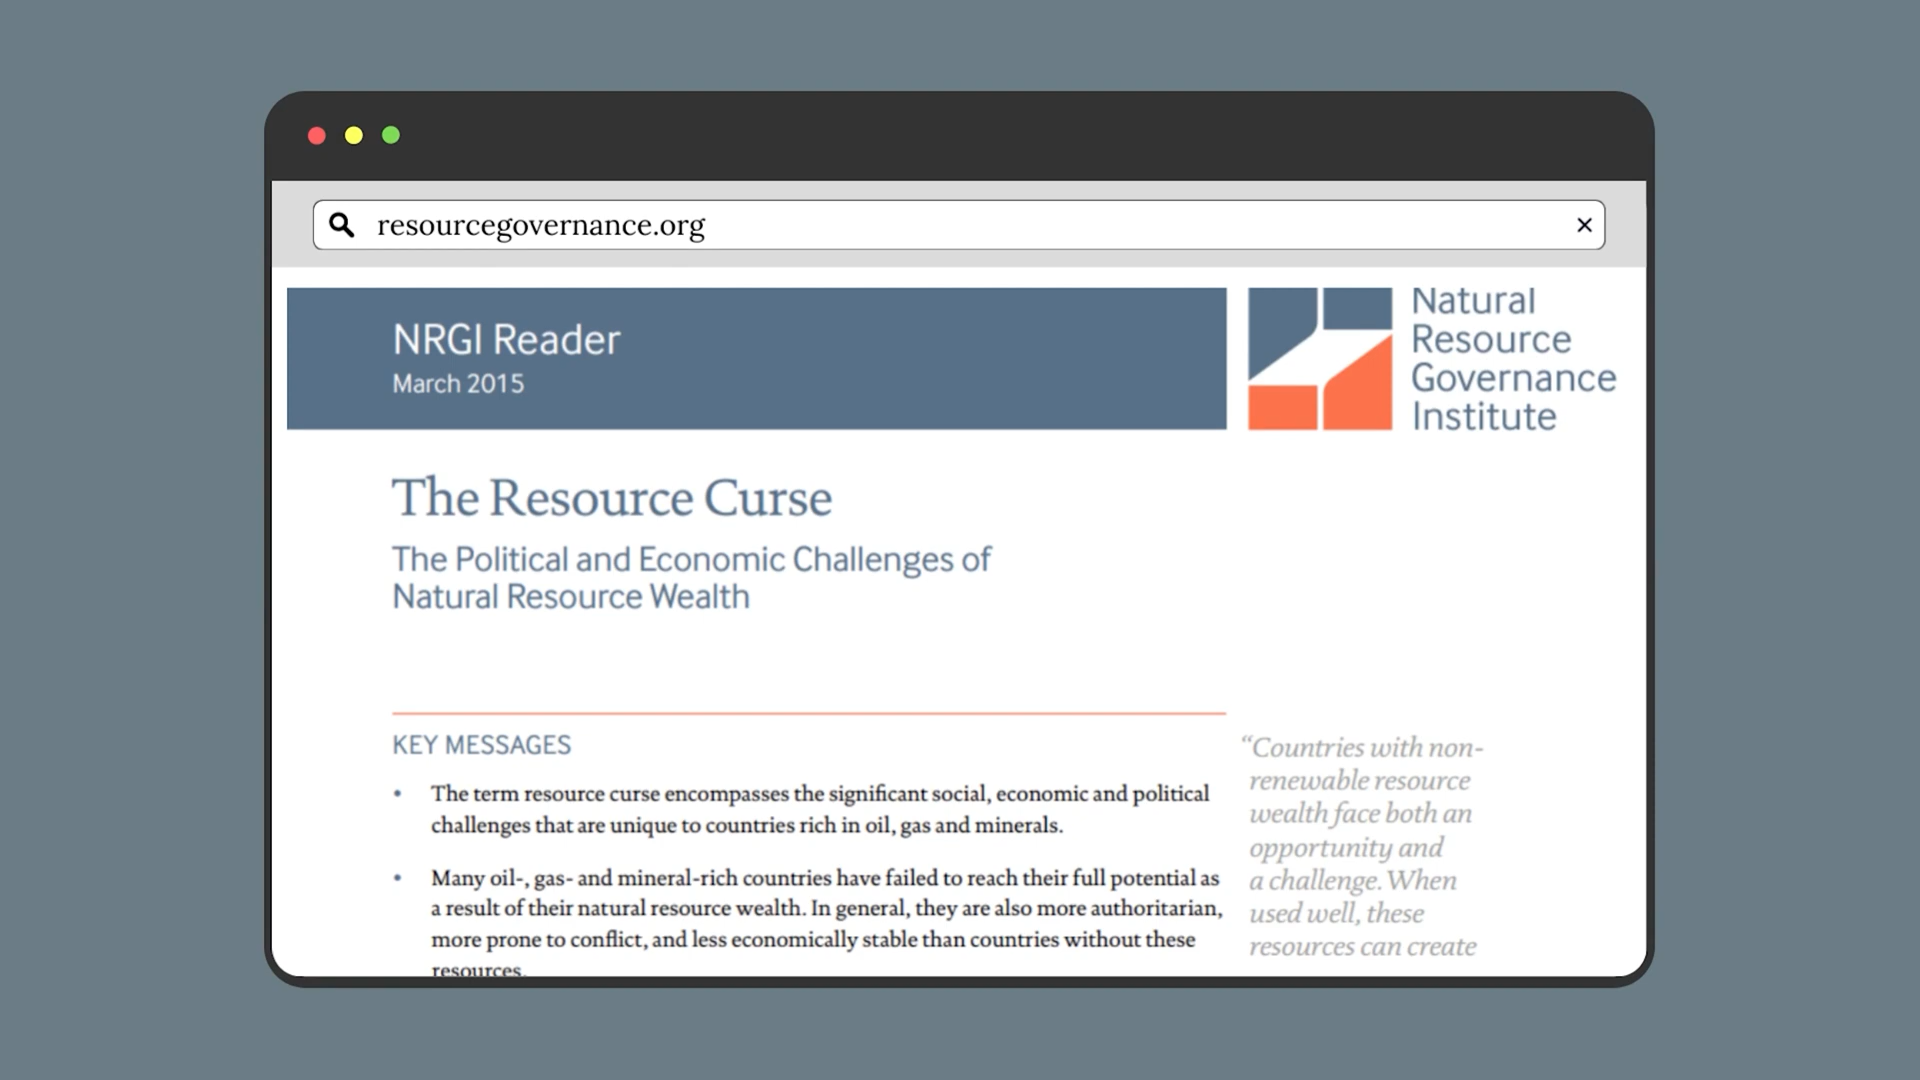 resourcegovernance.org
NRGI Reader
March 2015
Natural
Resource
Governance
Institute
The Resource Curse
The Political and Economic Challenges of
Natural Resource Wealth
KEY MESSAGES
• The term resource curse encompasses the significant social, economic and political
challenges that are unique to countries rich in oil, gas and minerals.
• Many oil-, gas- and mineral-rich countries have failed to reach their full potential as
a result of their natural resource wealth. In general, they are also more authoritarian,
more prone to conflict, and less economically stable than countries without these
resources.
“Countries with non-
renewable resource
wealth face both an
opportunity and
a challenge. When
used well, these
resources can create